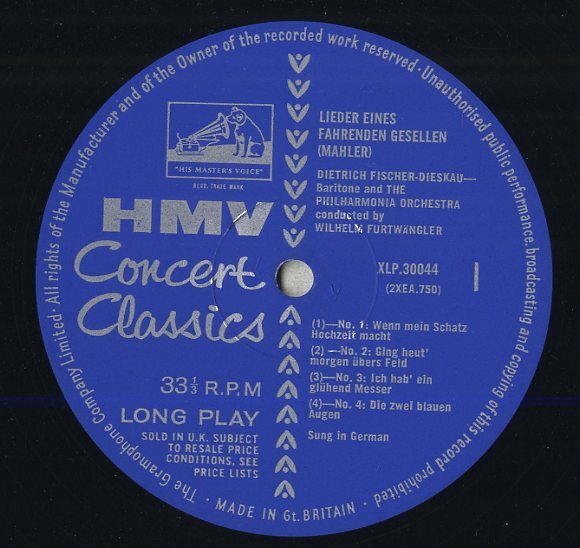 The Gramophone Company Limited · All rights of the Manufacturer and of the Owner of the recorded work reserved · Unauthorised public performance, broadcasting and copying of this record prohibited ·
"HIS MASTER'S VOICE"
REGD. TRADE MARK
HMV
Concert
Classics
33⅓ R.P.M
LONG PLAY
SOLD IN U.K. SUBJECT
TO RESALE PRICE
CONDITIONS, SEE
PRICE LISTS
LIEDER EINES
FAHRENDEN GESELLEN
(MAHLER)
DIETRICH FISCHER-DIESKAU—
Baritone and THE
PHILHARMONIA ORCHESTRA
conducted by
WILHELM FURTWÄNGLER
XLP.30044
(2XEA.750)
1
(1)—No. 1: Wenn mein Schatz
Hochzeit macht
(2)—No. 2: Ging heut'
morgen übers Feld
(3)—No. 3: Ich hab' ein
glühend Messer
(4)—No. 4: Die zwei blauen
Augen
Sung in German
MADE IN Gt. BRITAIN ·